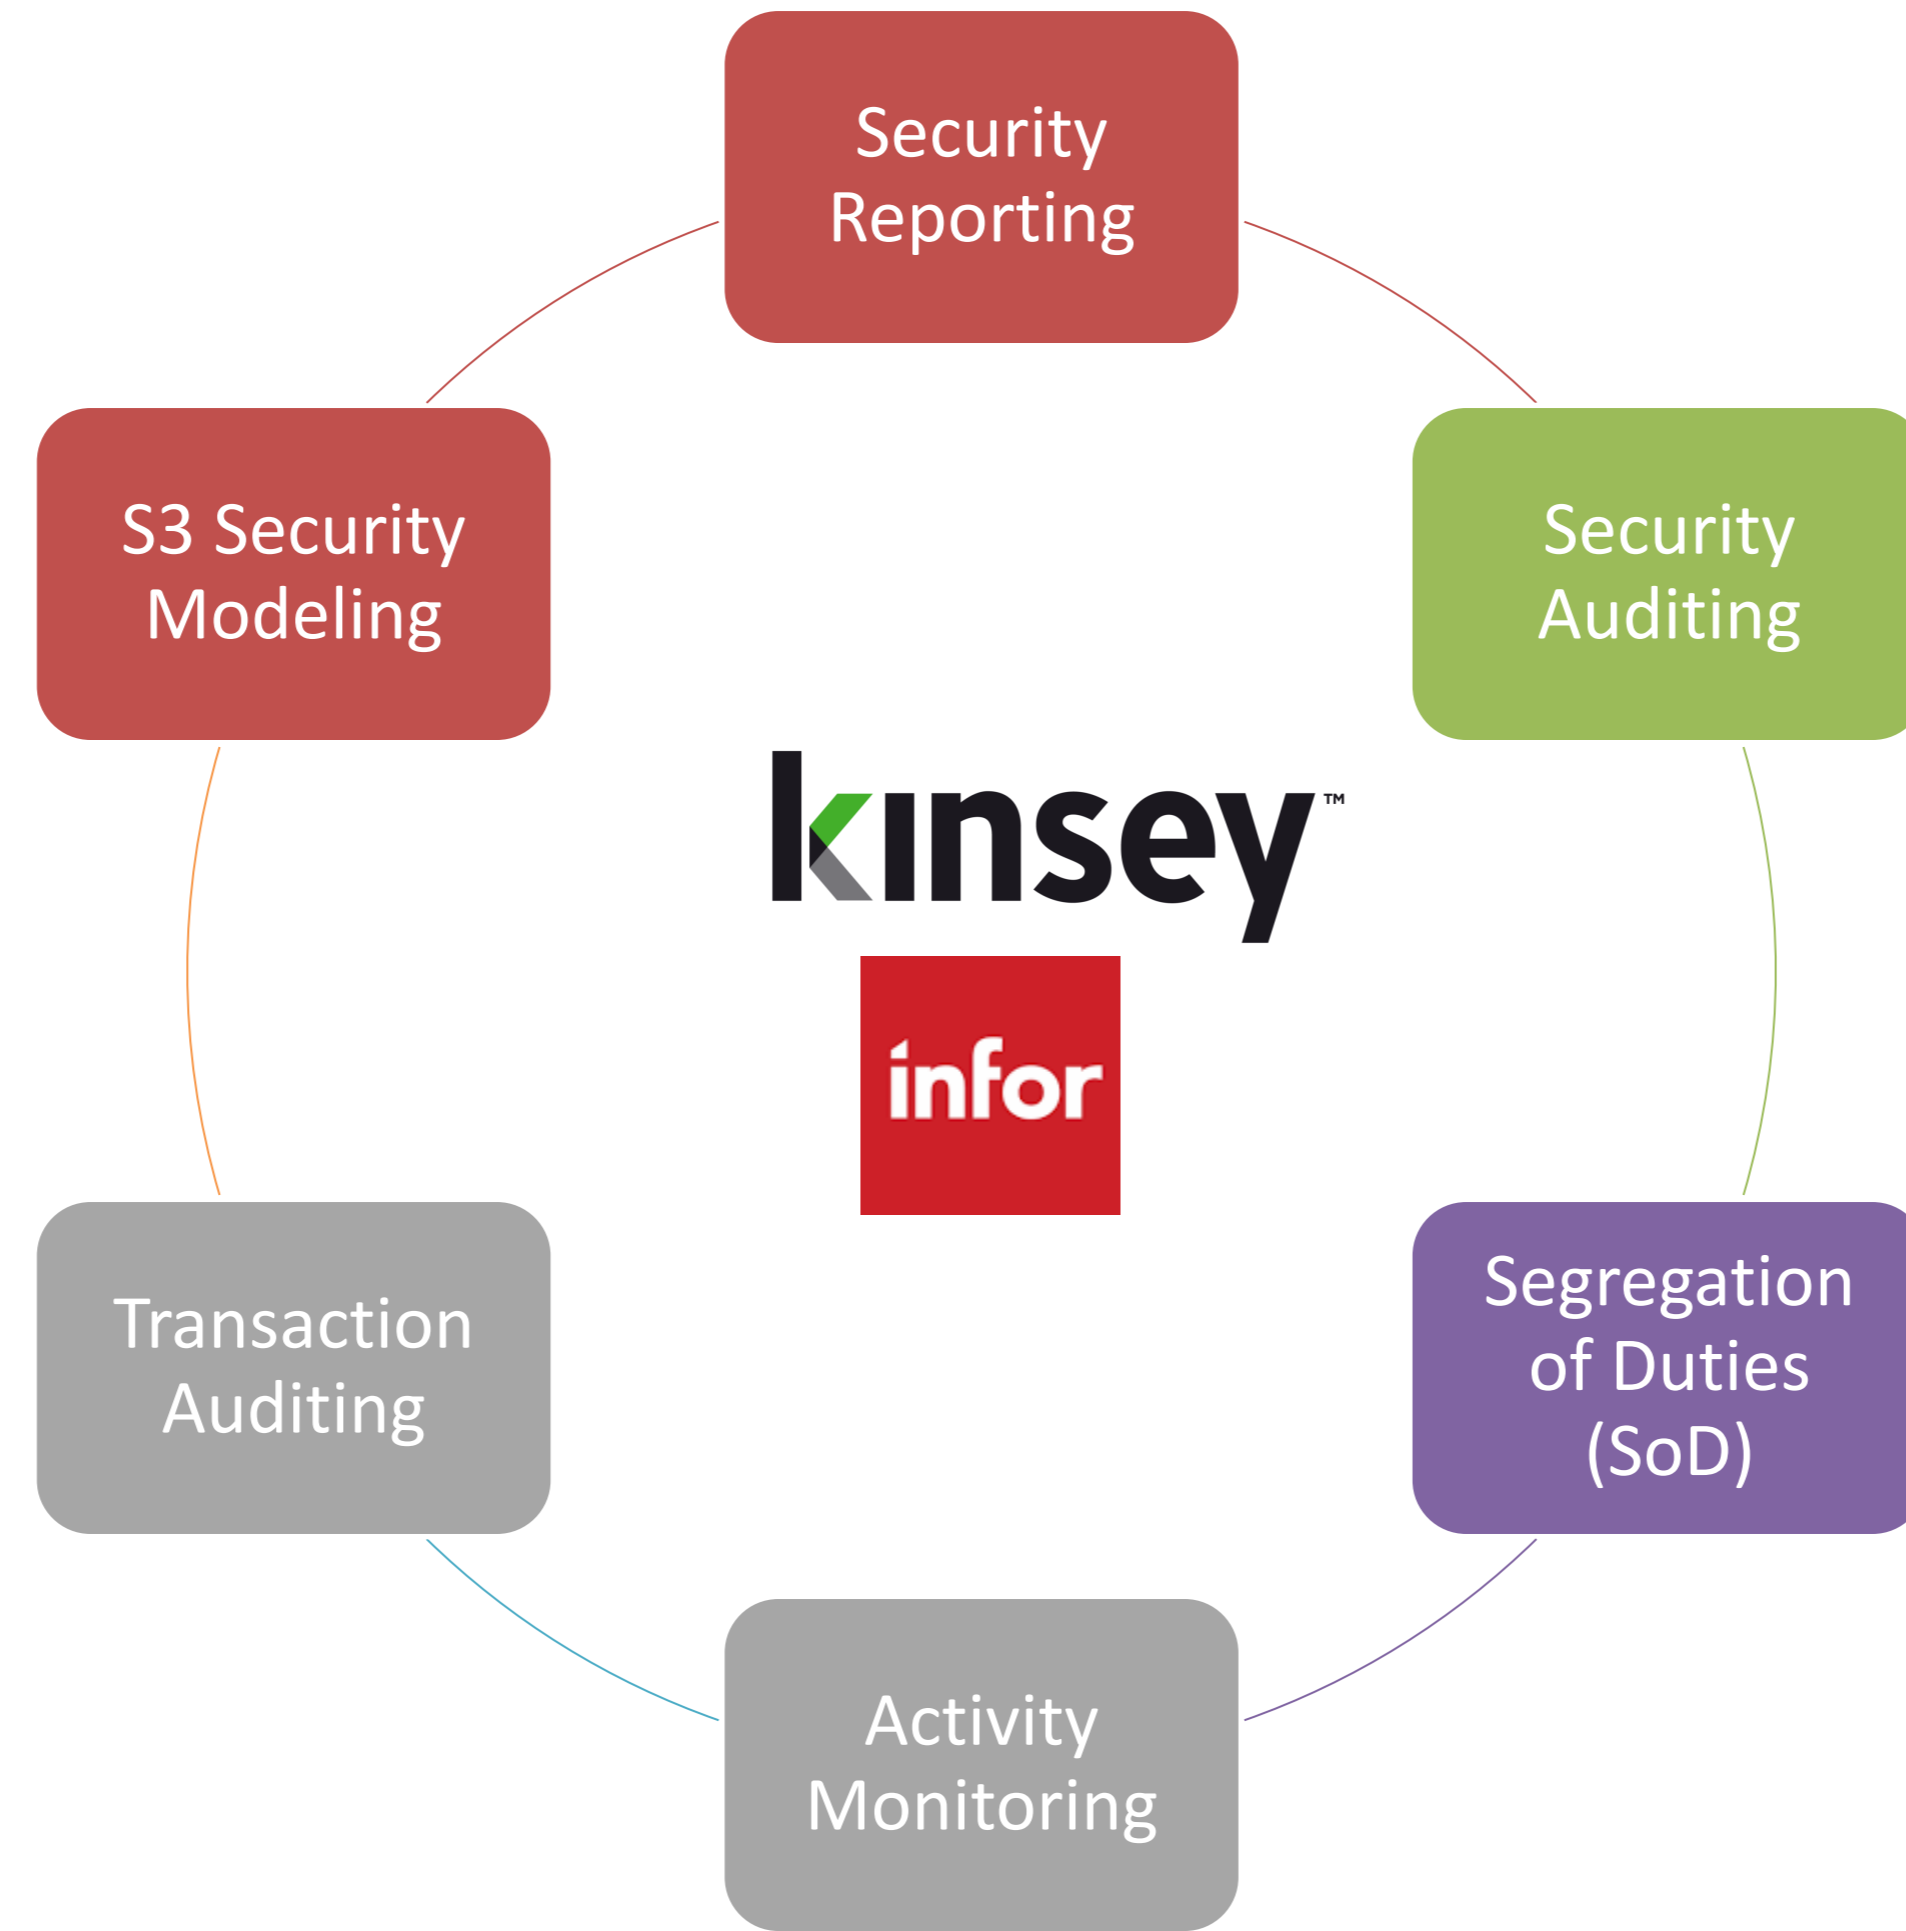 Security
Reporting
S3 Security
Modeling
Security
Auditing
kinsey™
infor
Transaction
Auditing
Segregation
of Duties
(SoD)
Activity
Monitoring